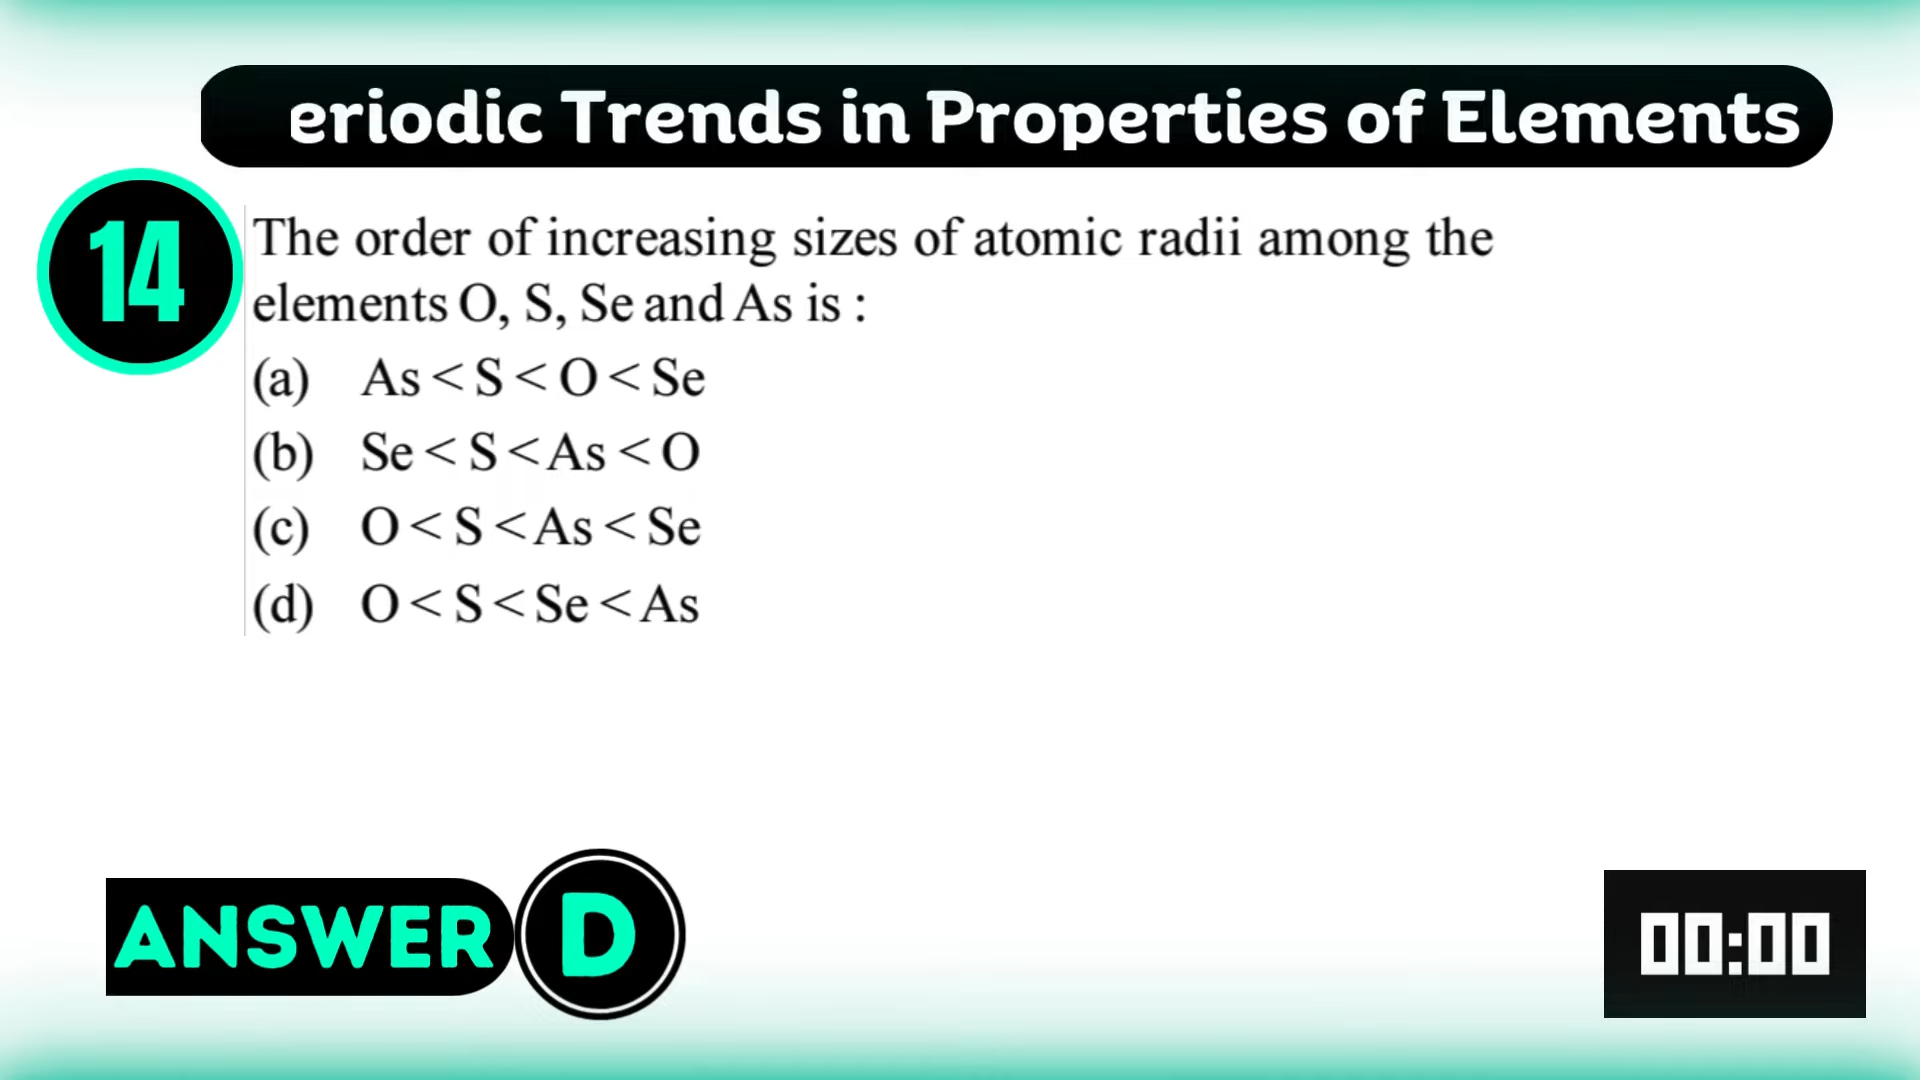 eriodic Trends in Properties of Elements
14
The order of increasing sizes of atomic radii among the
elements O, S, Se and As is :
(a) As < S < O < Se
(b) Se < S < As < O
(c) O < S < As < Se
(d) O < S < Se < As
ANSWER D
00:00